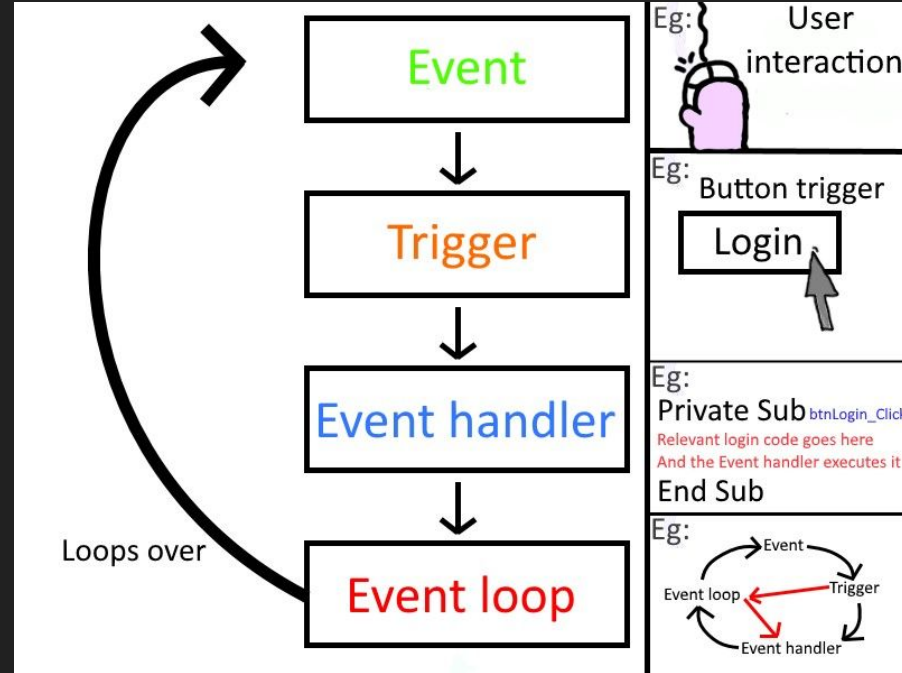 Event
Trigger
Event handler
Event loop
Loops over
Eg:
User
interaction
Eg:
Button trigger
Login
Eg:
Private Sub btnLogin_Click
Relevant login code goes here
And the Event handler executes it
End Sub
Eg:
Event
Trigger
Event loop
Event handler